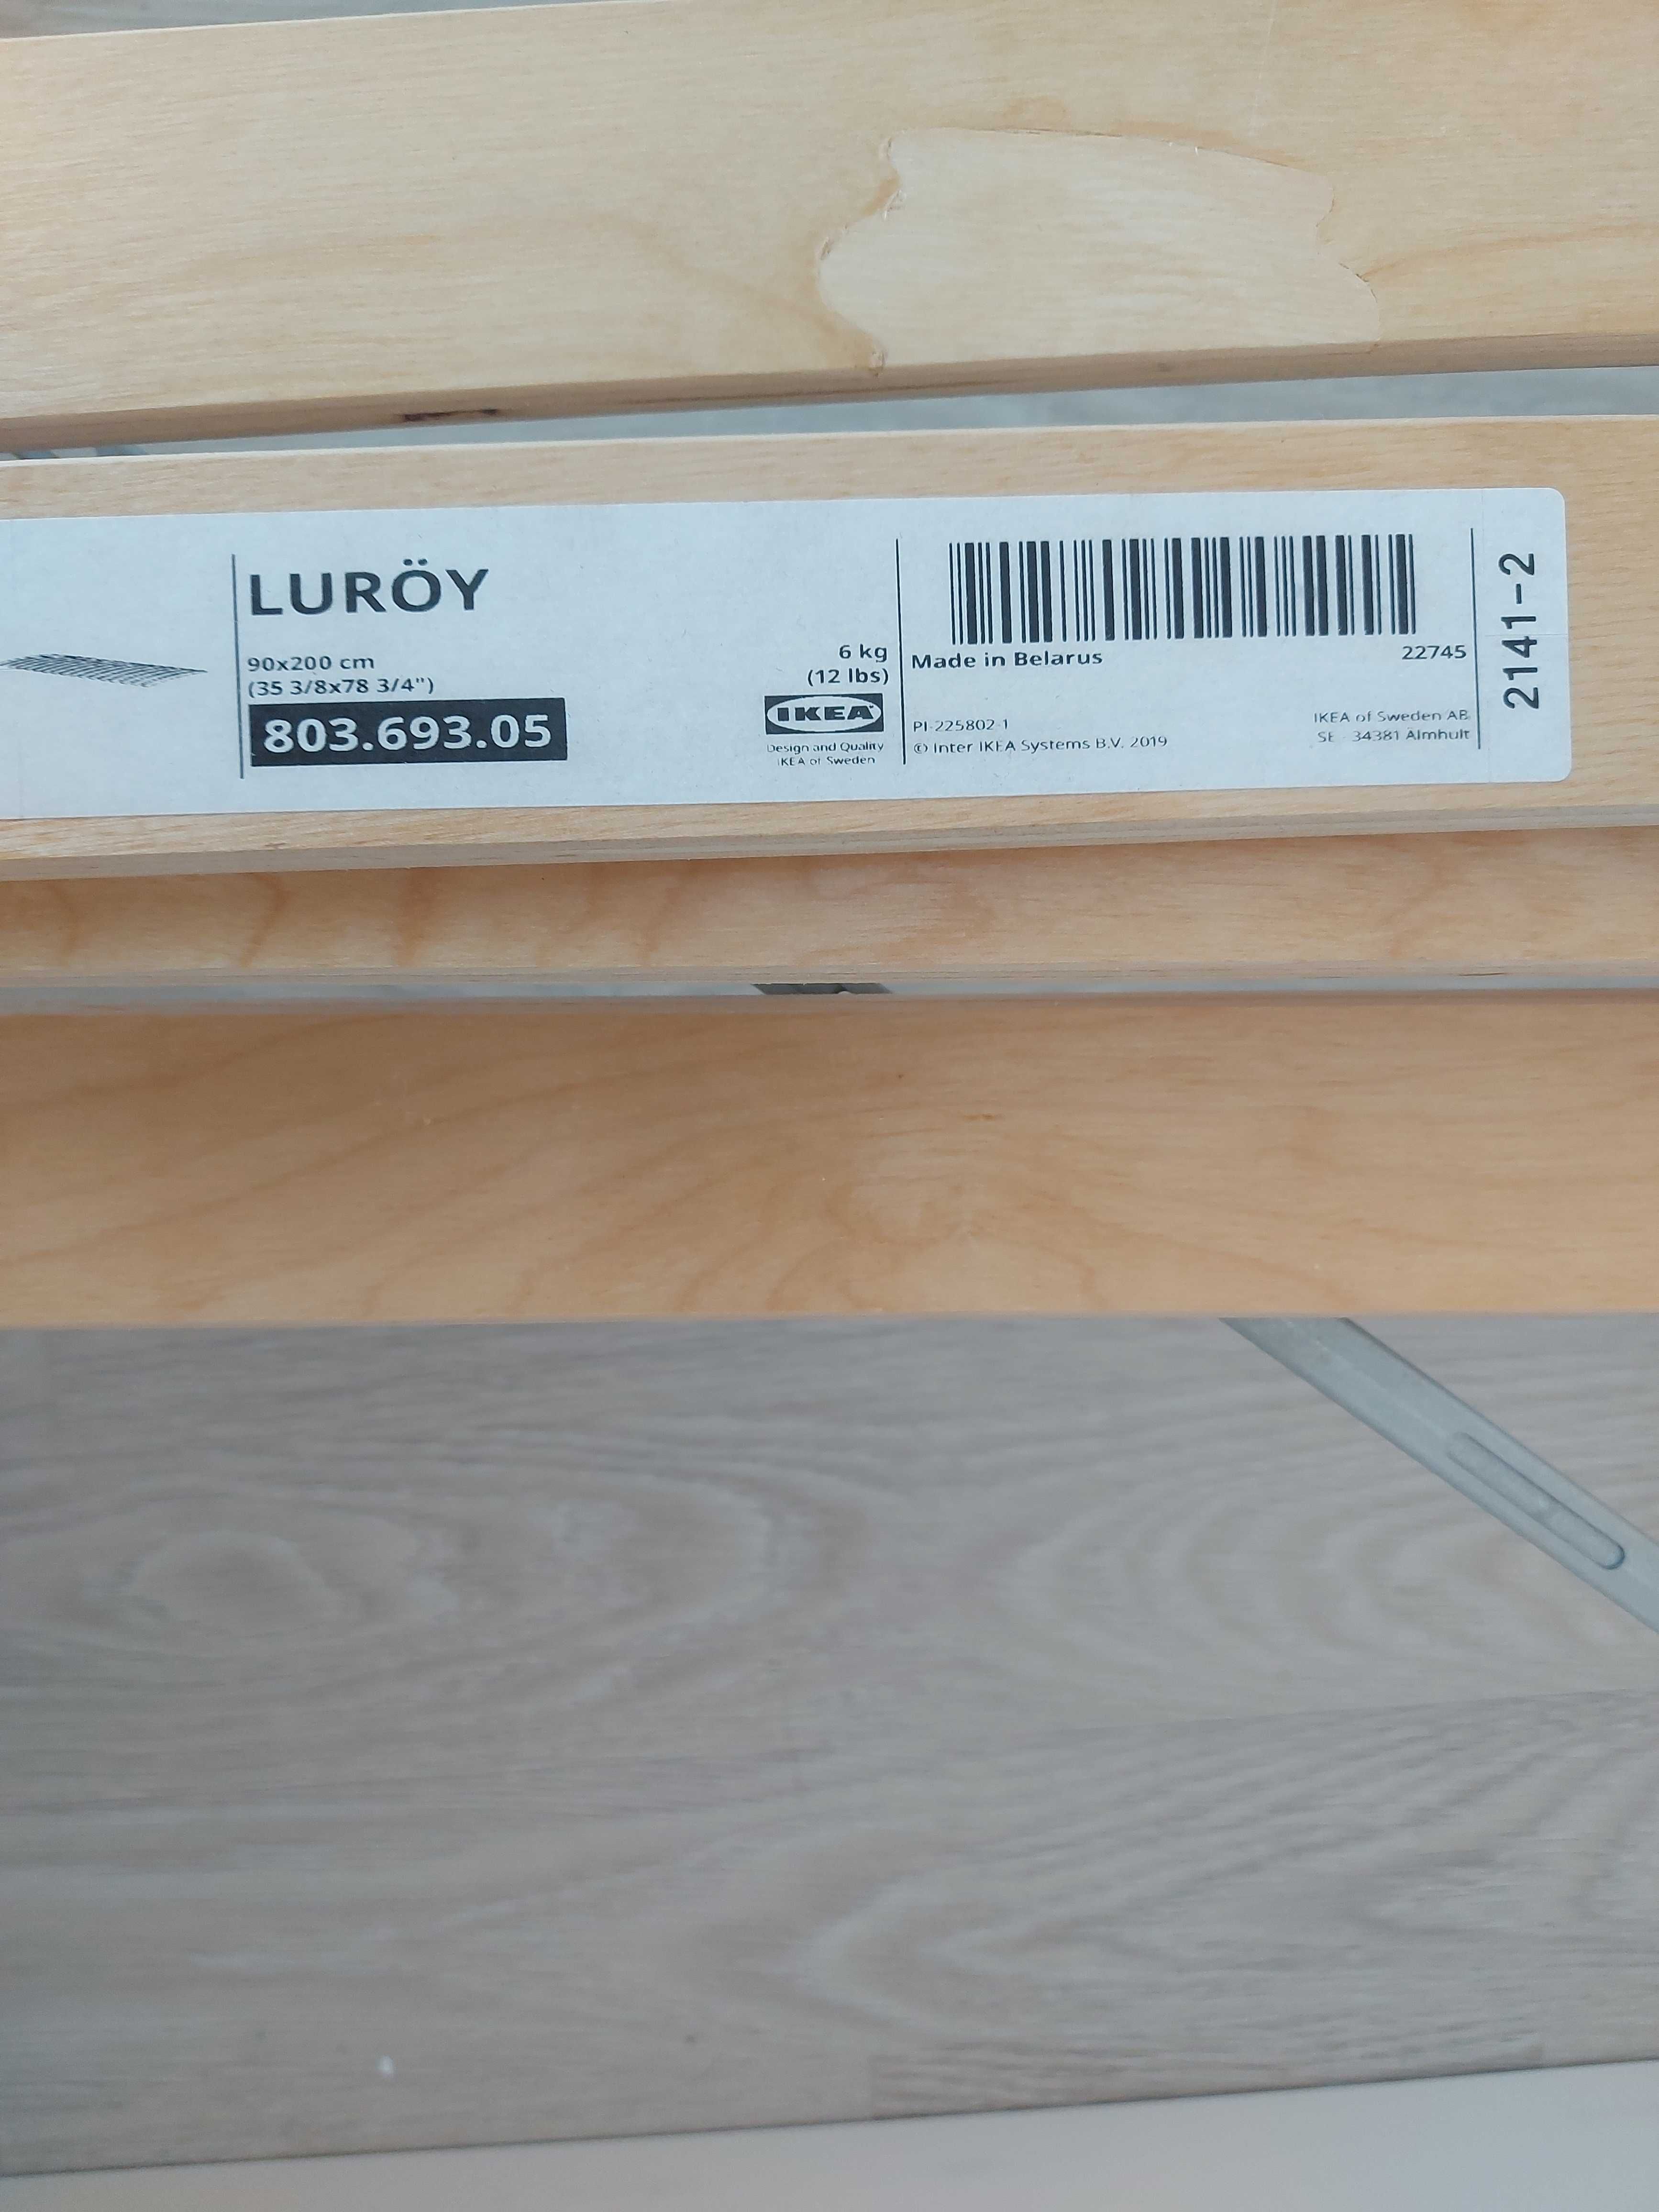 LURÖY
90x200 cm
(35 3/8x78 3/4")
803.693.05
6 kg
(12 lbs)
IKEA
Design and Quality
IKEA of Sweden
Made in Belarus
22745
PI-225802-1
© Inter IKEA Systems B.V. 2019
IKEA of Sweden AB
SE - 34381 Älmhult
2141-2